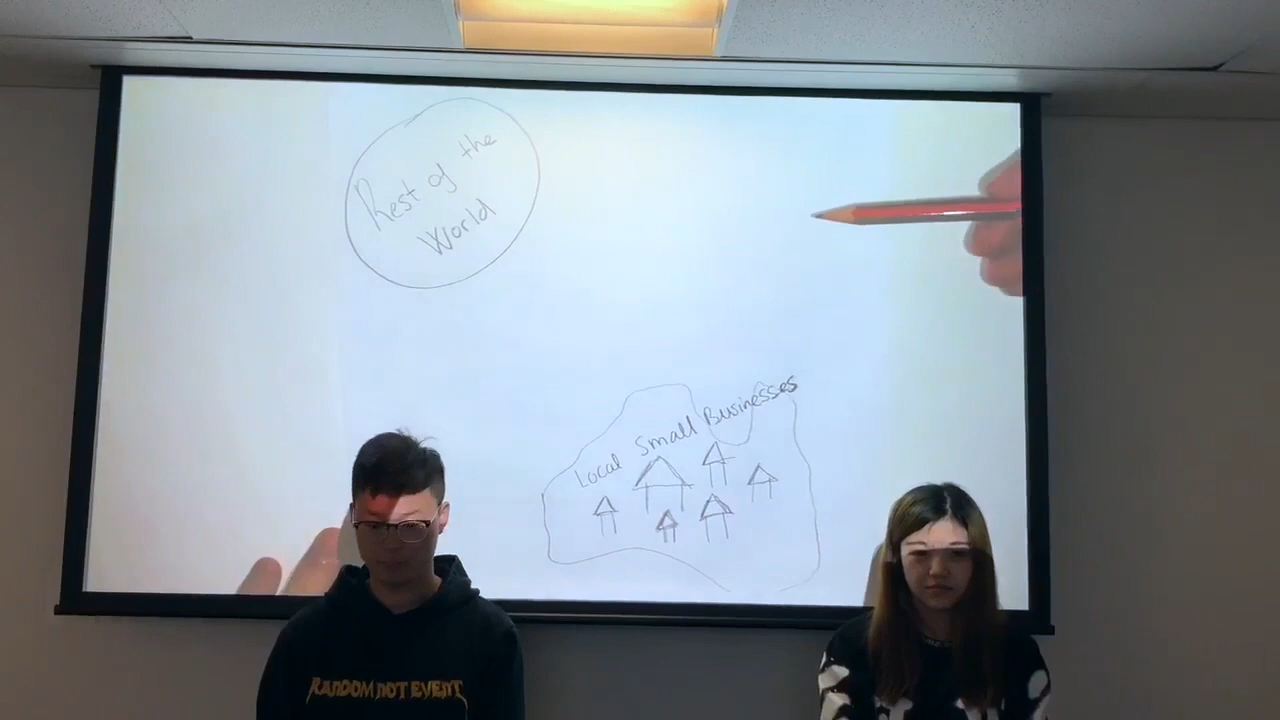 Rest of the
World
Local Small Businesses
RANDOM NOT EVENT